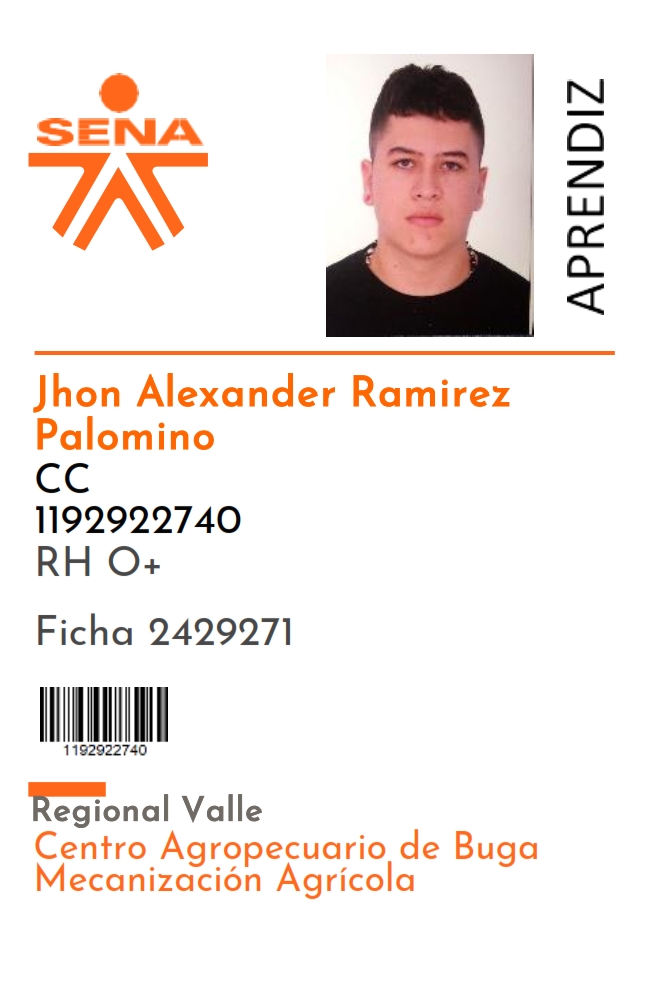 SENA
APRENDIZ
Jhon Alexander Ramirez
Palomino
CC
1192922740
RH O+
Ficha 2429271
1192922740
Regional Valle
Centro Agropecuario de Buga
Mecanización Agrícola